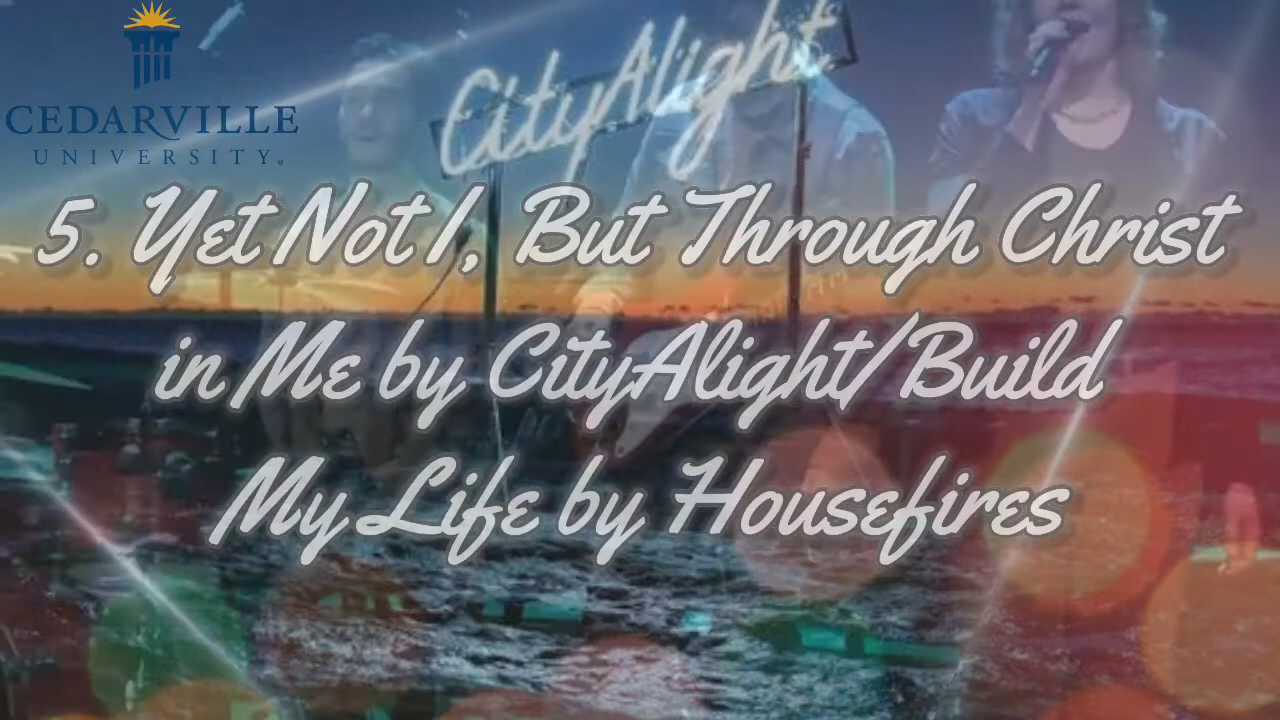 CityAlight
CEDARVILLE
UNIVERSITY®
5. Yet Not I, But Through Christ
in Me by CityAlight/Build
My Life by Housefires